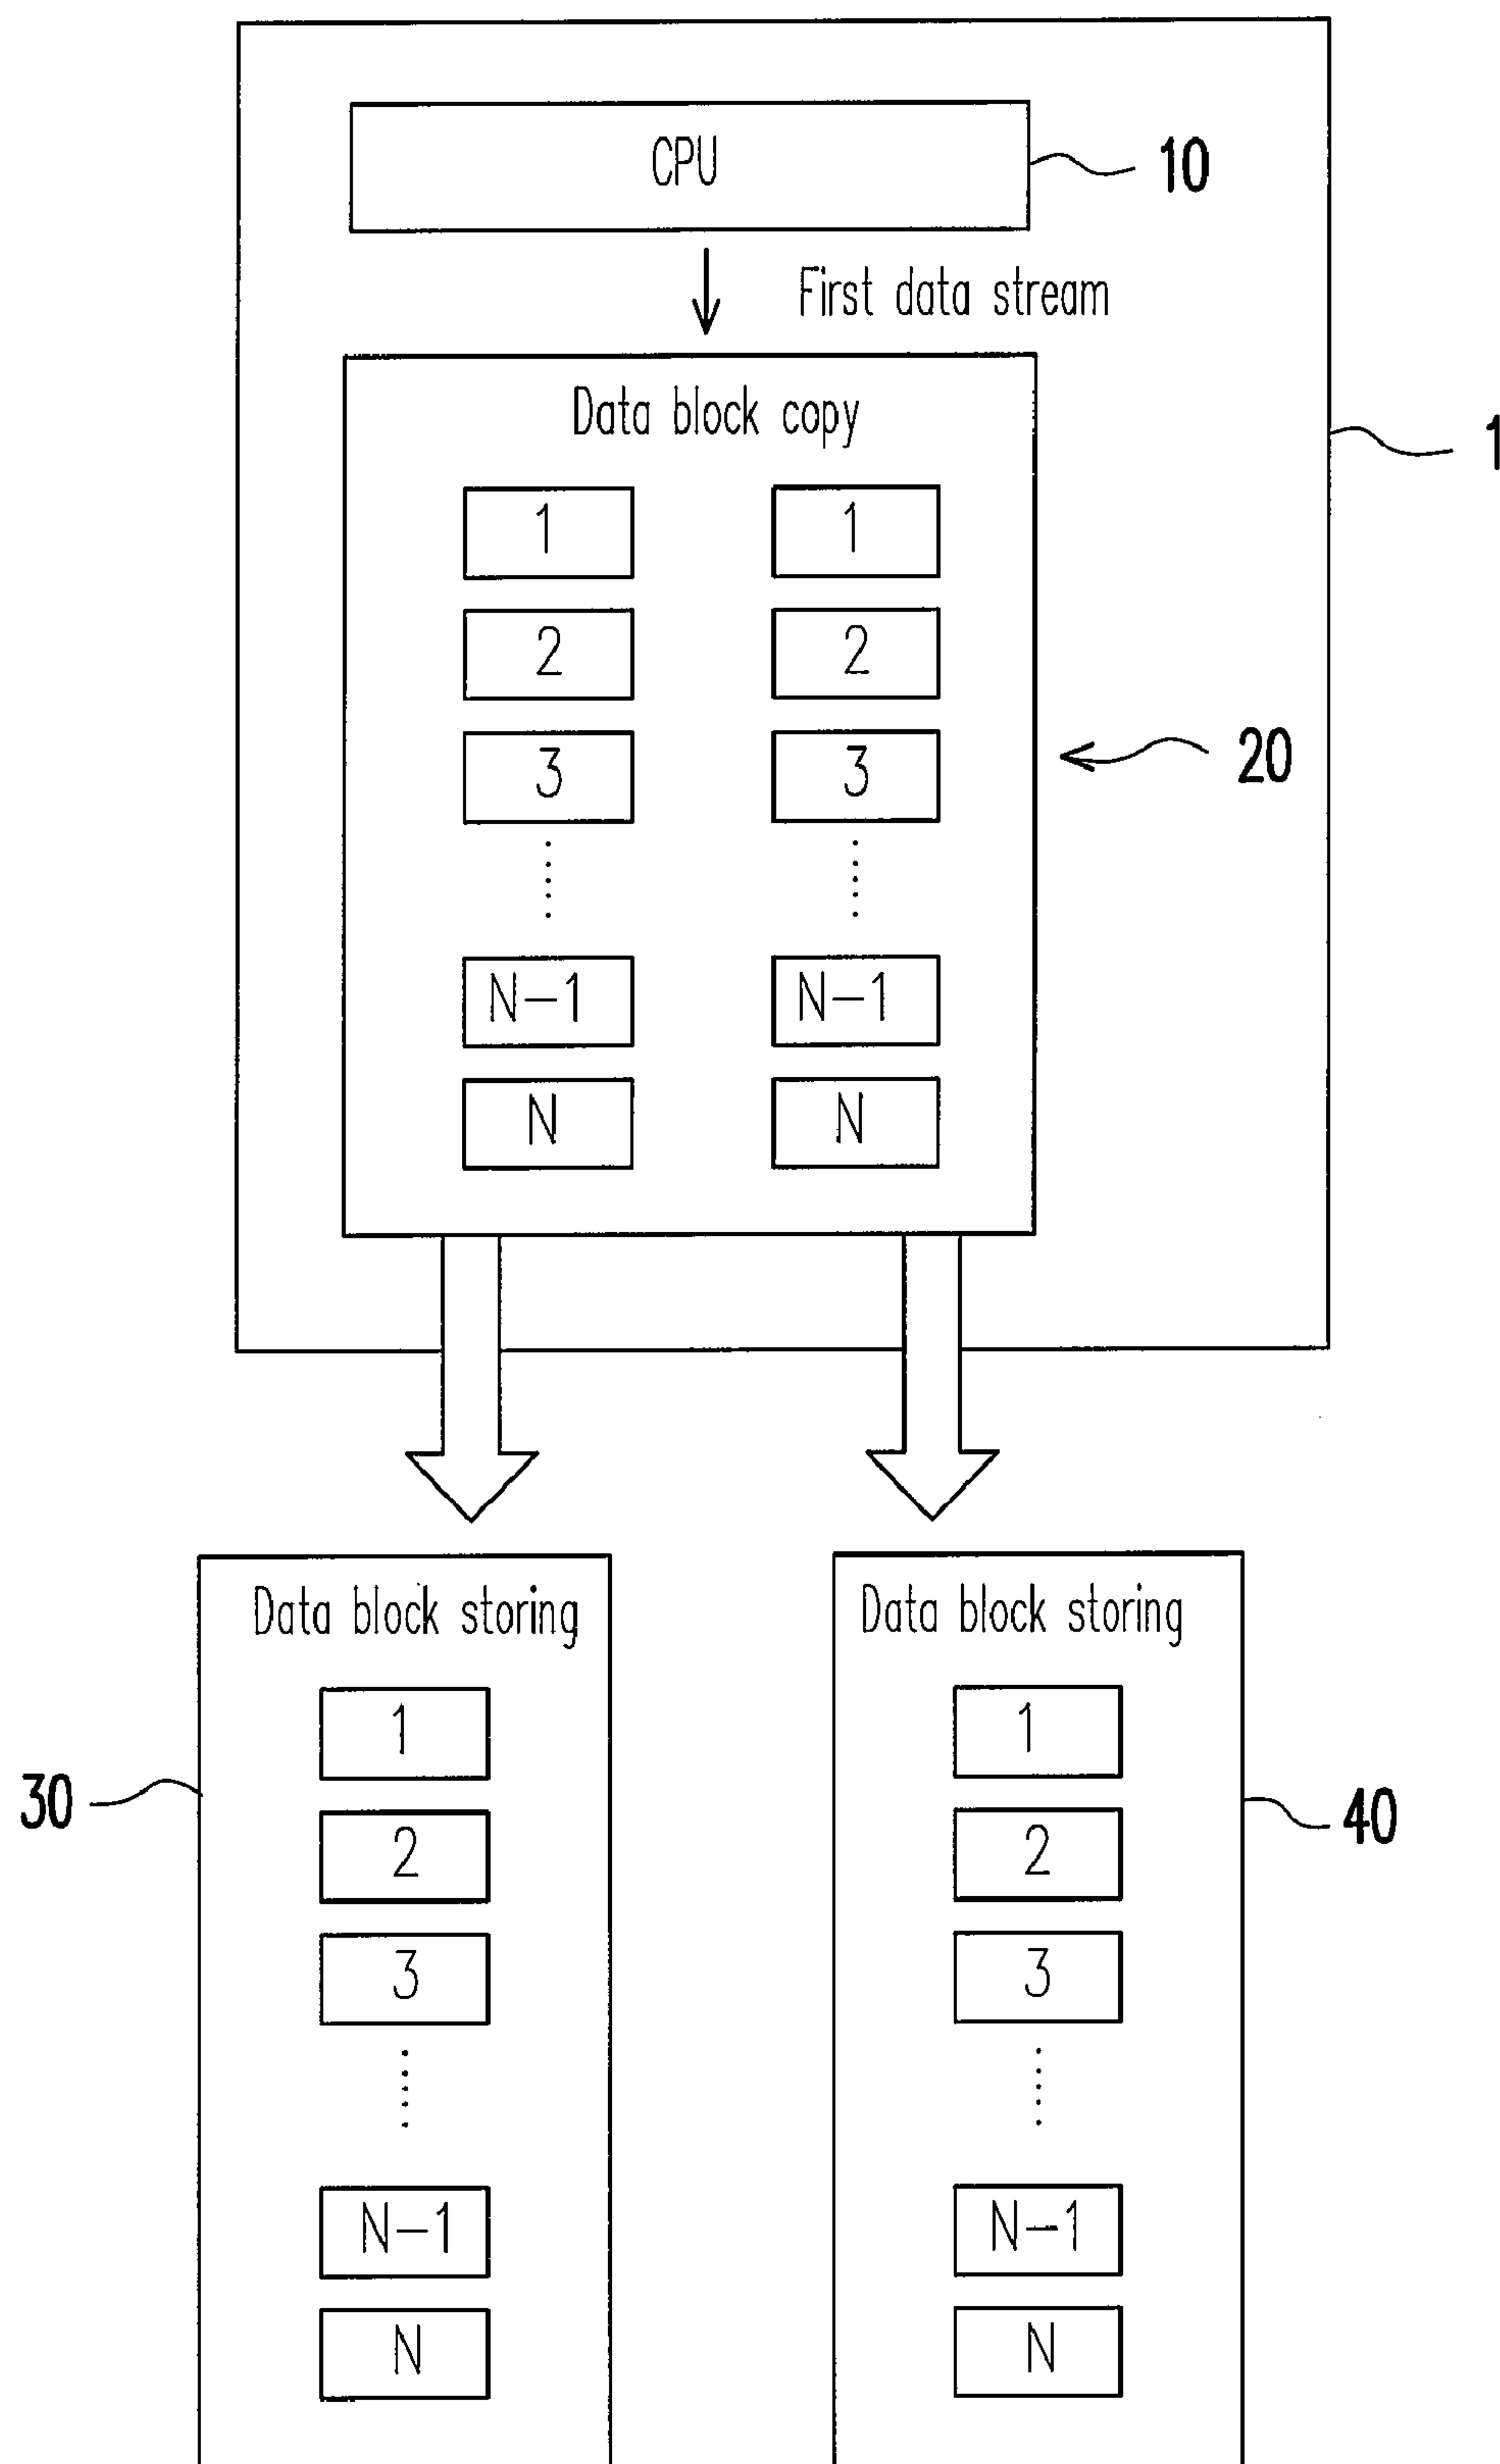 CPU
10
First data stream
Data block copy
1
1
1
2
2
3
3
20
N-1
N-1
N
N
Data block storing
Data block storing
1
1
30
40
2
2
3
3
N-1
N-1
N
N